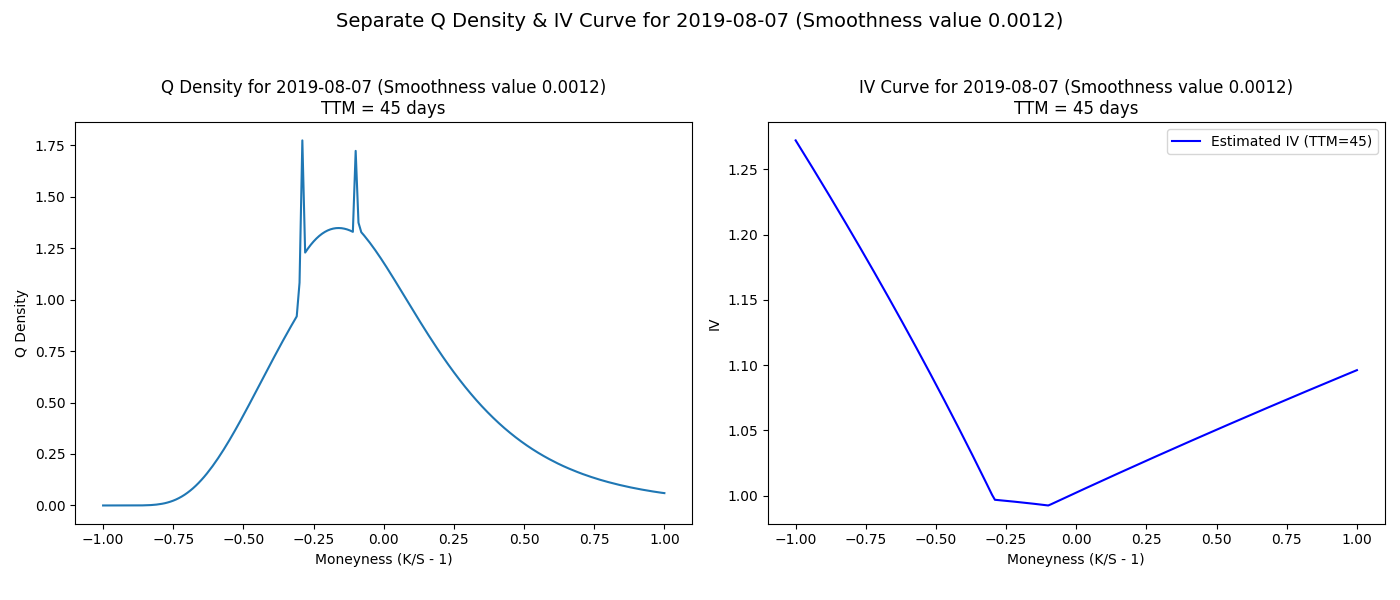 Separate Q Density & IV Curve for 2019-08-07 (Smoothness value 0.0012)
Q Density for 2019-08-07 (Smoothness value 0.0012)
TTM = 45 days
1.75
1.50
1.25
1.00
0.75
0.50
0.25
0.00
Q Density
−1.00 −0.75 −0.50 −0.25 0.00 0.25 0.50 0.75 1.00
Moneyness (K/S - 1)
IV Curve for 2019-08-07 (Smoothness value 0.0012)
TTM = 45 days
Estimated IV (TTM=45)
1.25
1.20
1.15
1.10
1.05
1.00
IV
−1.00 −0.75 −0.50 −0.25 0.00 0.25 0.50 0.75 1.00
Moneyness (K/S - 1)